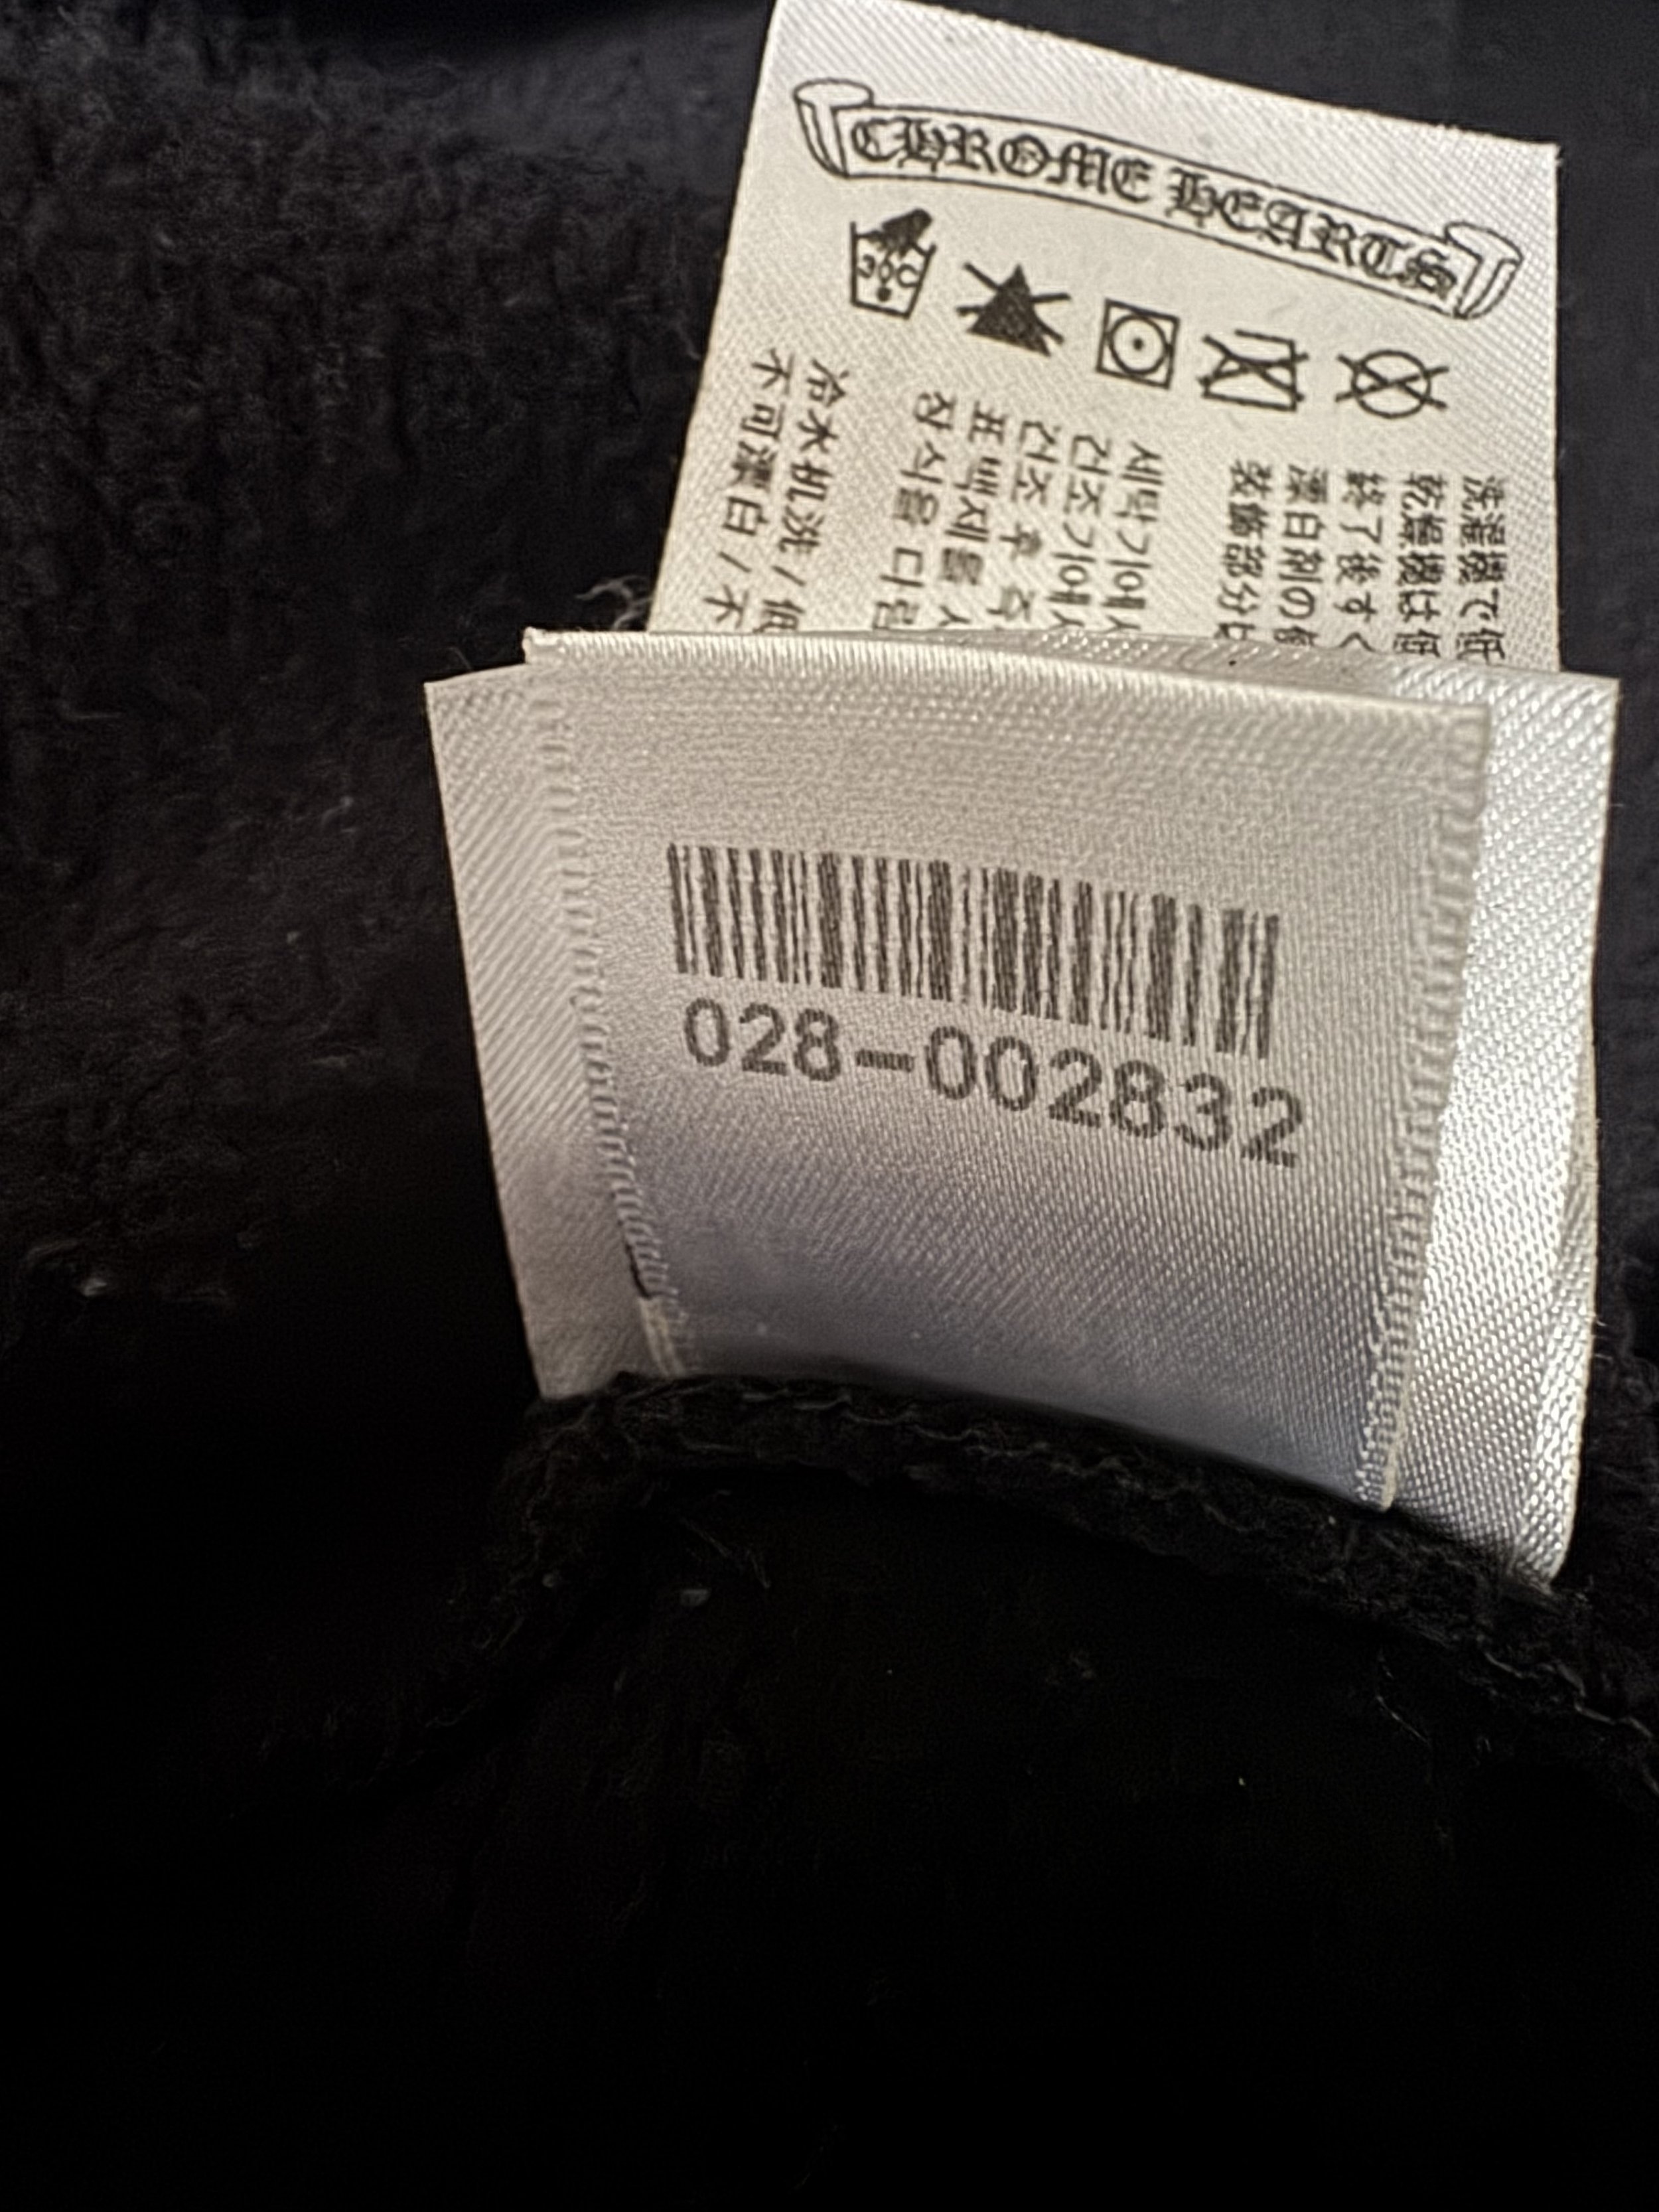 CHROME HEARTS
30C
洗濯機で低
乾燥機は低
終了後すぐ
漂白剤の使
装飾部分は
세탁기에서
건조기에서
건조 후 즉
표백제를 사
장식을 다림
冷水机洗 / 低
不可漂白 / 不
028-002832